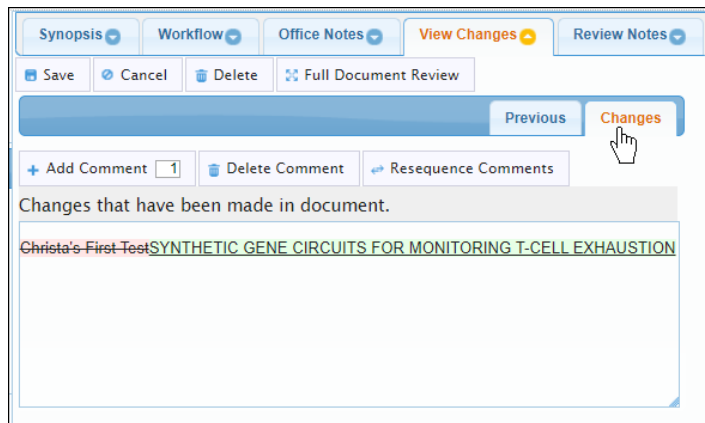 Synopsis Workflow Office Notes View Changes Review Notes
Save Cancel Delete Full Document Review
Previous Changes
+ Add Comment 1 Delete Comment Resequence Comments
Changes that have been made in document.
Christa's First TestSYNTHETIC GENE CIRCUITS FOR MONITORING T-CELL EXHAUSTION